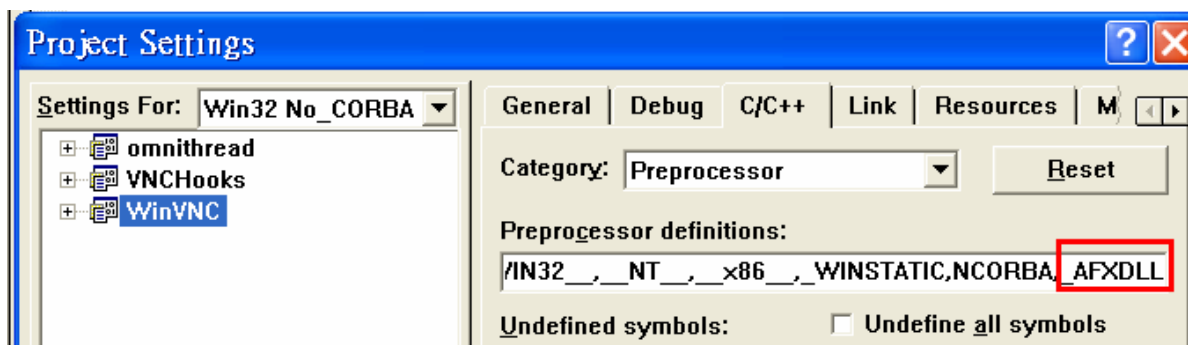 Project Settings
Settings For: Win32 No_CORBA
omnithread
VNCHooks
WinVNC
General Debug C/C++ Link Resources M
Category: Preprocessor Reset
Preprocessor definitions:
/IN32__,__NT__,__x86__,_WINSTATIC,NCORBA,_AFXDLL
Undefined symbols: Undefine all symbols